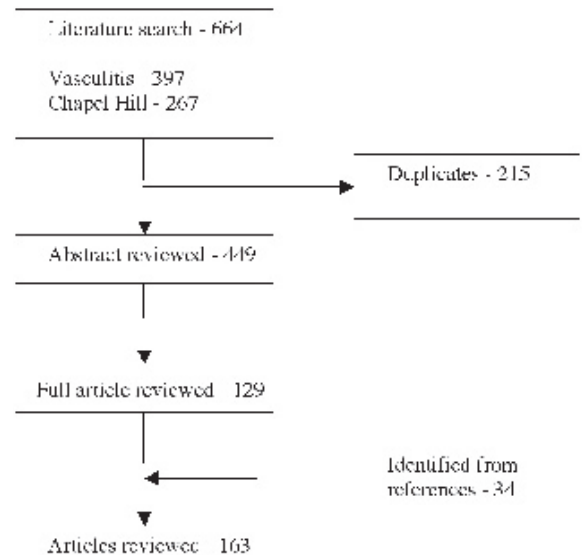 Literature search - 664
Vasculitis 397
Chapel Hill - 267
Duplicates - 215
Abstract reviewed - 449
Full article reviewed 129
Identified from
references - 34
Articles reviewed 163